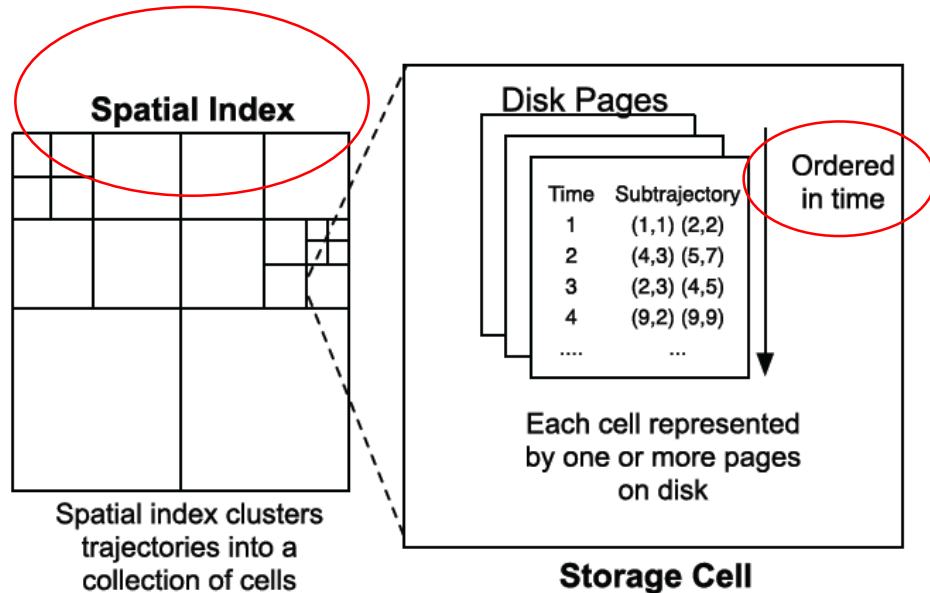 Spatial Index
Spatial index clusters
trajectories into a
collection of cells
Disk Pages
Time Subtrajectory
1 (1,1) (2,2)
2 (4,3) (5,7)
3 (2,3) (4,5)
4 (9,2) (9,9)
.... ...
Ordered
in time
Each cell represented
by one or more pages
on disk
Storage Cell